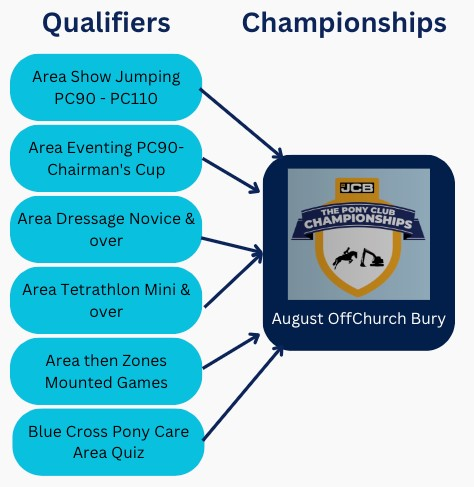 Qualifiers
Championships
Area Show Jumping
PC90 - PC110
Area Eventing PC90-
Chairman's Cup
Area Dressage Novice &
over
Area Tetrathlon Mini &
over
Area then Zones
Mounted Games
Blue Cross Pony Care
Area Quiz
JCB
THE PONY CLUB
CHAMPIONSHIPS
August OffChurch Bury